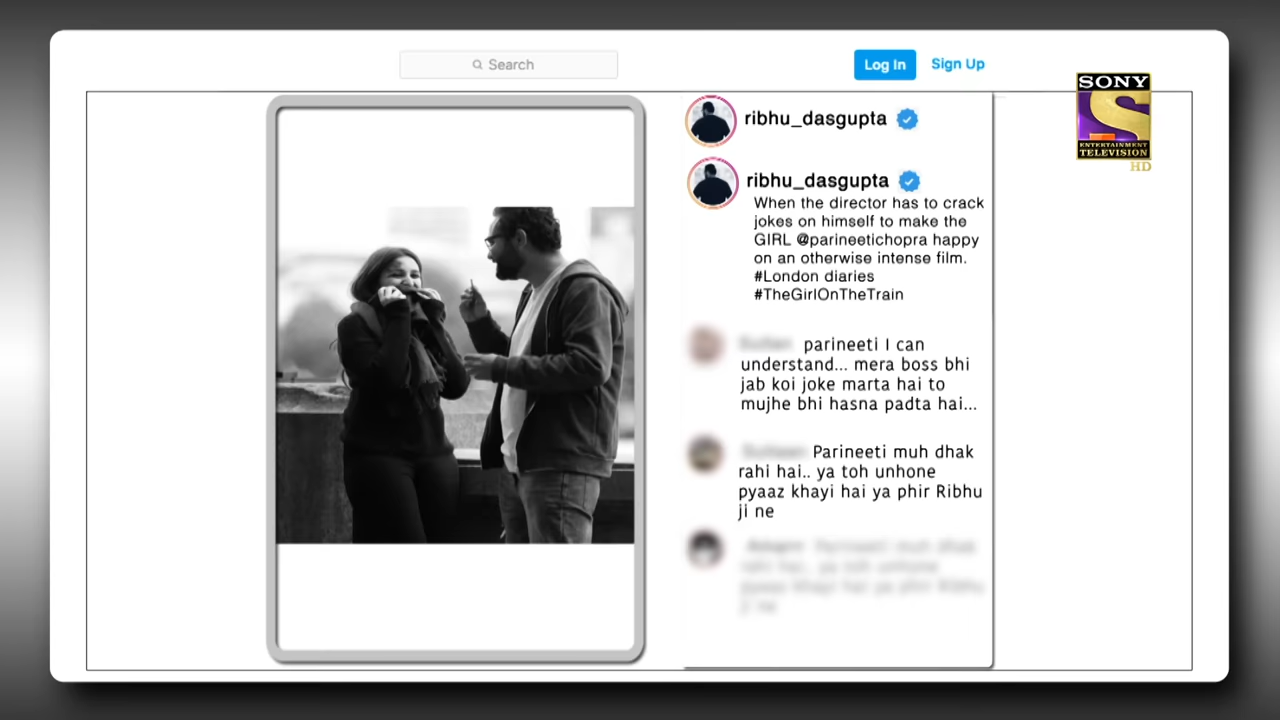 Search
Log In
Sign Up
SONY
S
ENTERTAINMENT
TELEVISION
HD
ribhu_dasgupta
ribhu_dasgupta
When the director has to crack
jokes on himself to make the
GIRL @parineetichopra happy
on an otherwise intense film.
#London diaries
#TheGirlOnTheTrain
parineeti I can
understand... mera boss bhi
jab koi joke marta hai to
mujhe bhi hasna padta hai...
Parineeti muh dhak
rahi hai.. ya toh unhone
pyaaz khayi hai ya phir Ribhu
ji ne